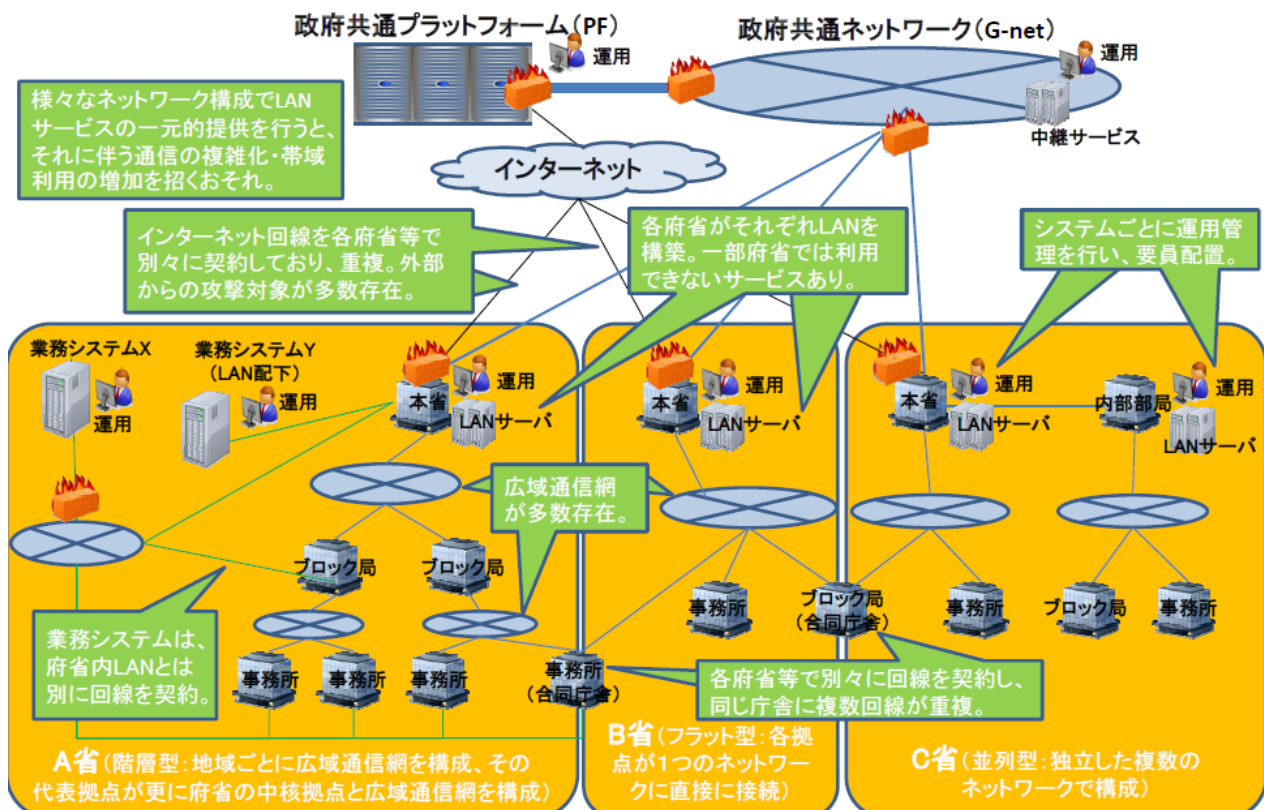 政府共通プラットフォーム(PF)
政府共通ネットワーク(G-net)
運用
運用
中継サービス
様々なネットワーク構成でLAN
サービスの一元的提供を行うと、
それに伴う通信の複雑化・帯域
利用の増加を招くおそれ。
インターネット
インターネット回線を各府省等で
別々に契約しており、重複。外部
からの攻撃対象が多数存在。
各府省がそれぞれLANを
構築。一部府省では利用
できないサービスあり。
システムごとに運用管
理を行い、要員配置。
業務システムX
運用
業務システムY
(LAN配下)
運用
本省
運用
LANサーバ
本省
LANサーバ
本省
運用
LANサーバ
内部部局
運用
LANサーバ
広域通信網
が多数存在。
ブロック局
ブロック局
事務所
ブロック局
(合同庁舎)
事務所
ブロック局
事務所
業務システムは、
府省内LANとは
別に回線を契約。
事務所
事務所
事務所
事務所
(合同庁舎)
各府省等で別々に回線を契約し、
同じ庁舎に複数回線が重複。
A省(階層型:地域ごとに広域通信網を構成、その
代表拠点が更に府省の中核拠点と広域通信網を構成)
B省(フラット型:各拠
点が1つのネットワー
クに直接に接続)
C省(並列型:独立した複数の
ネットワークで構成)